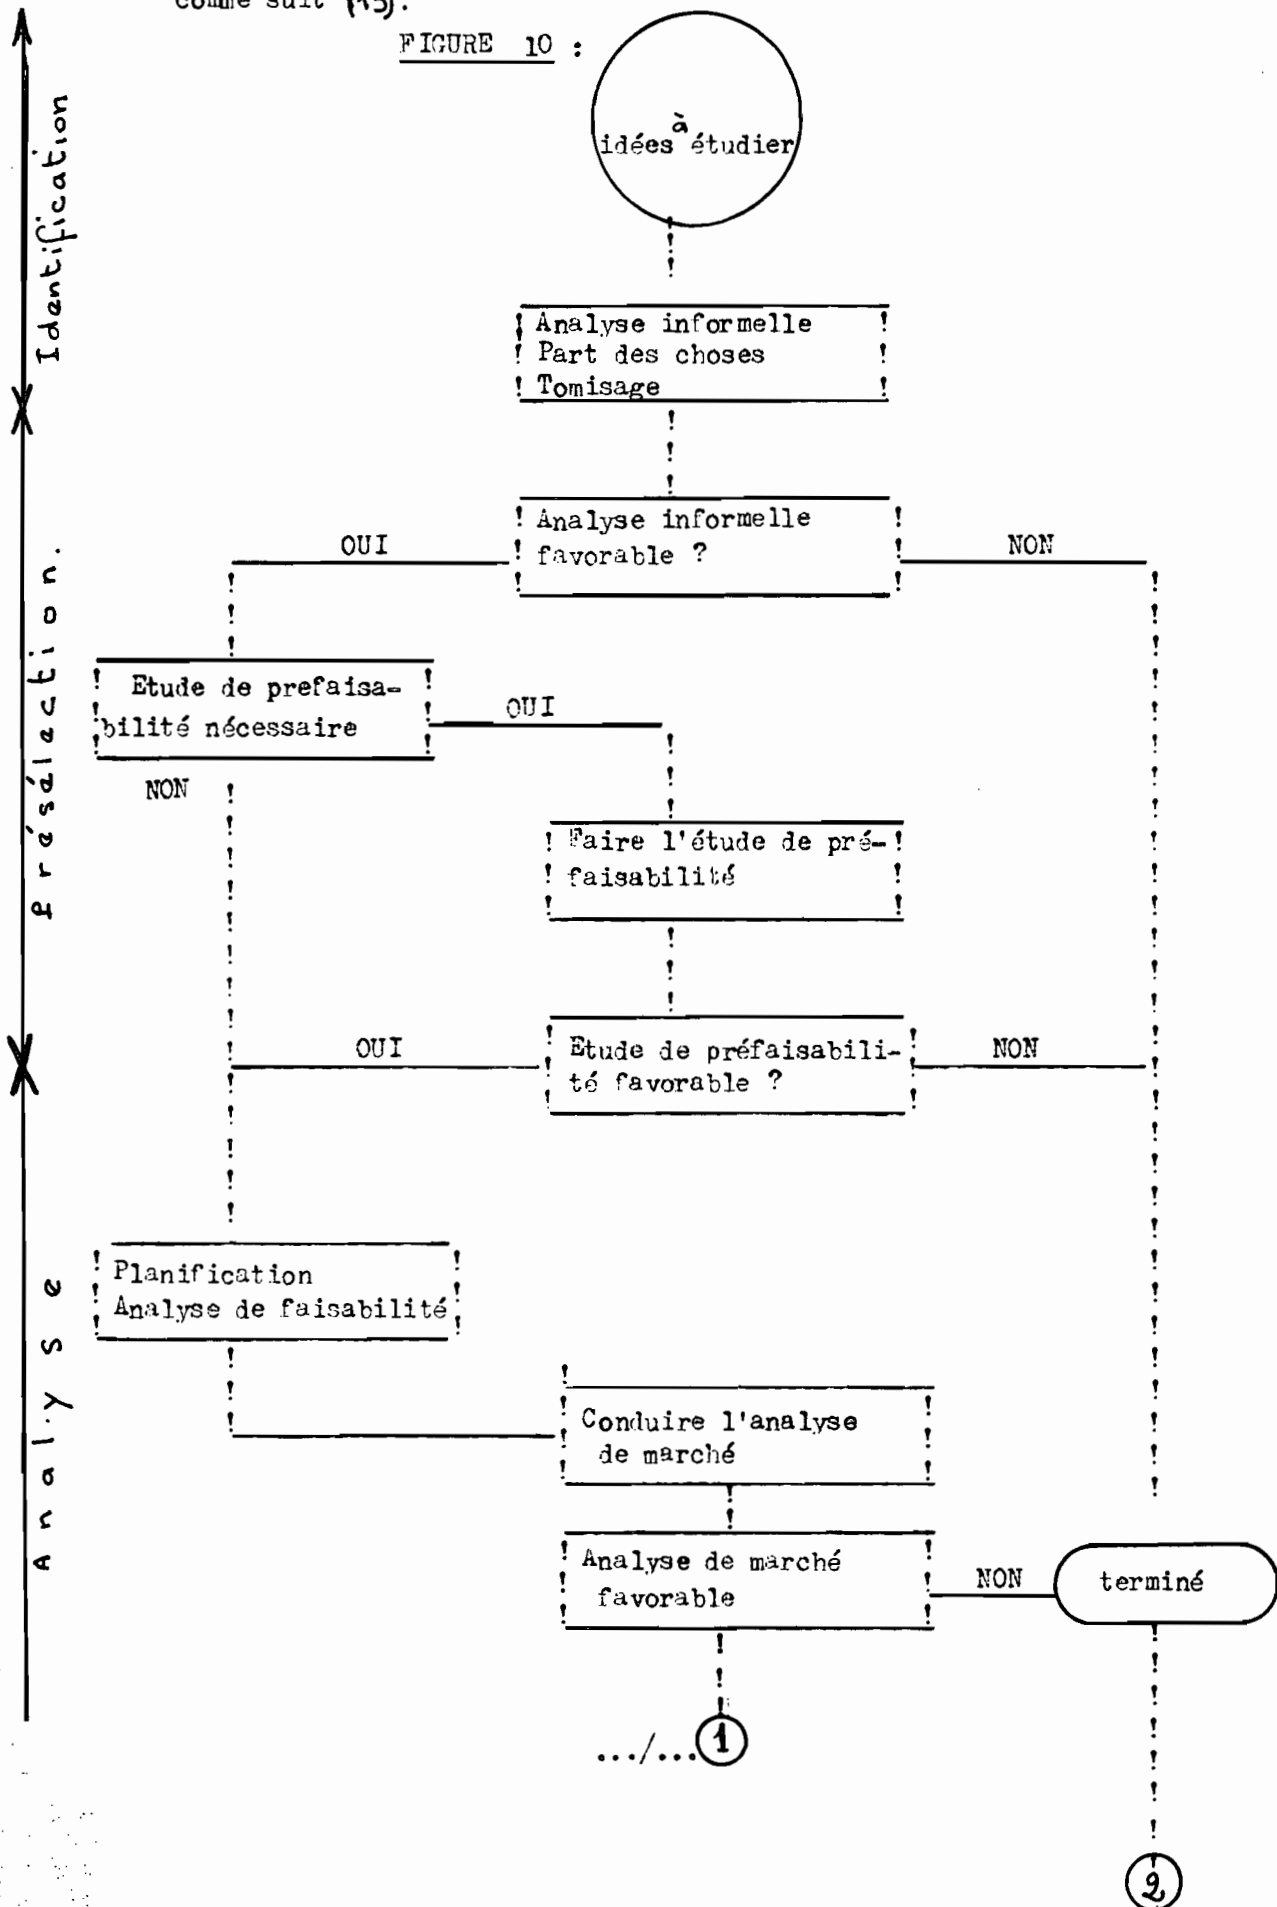 comme suit (15).
FIGURE 10 :
idées à étudier
Identification
Analyse informelle
Part des choses
Tomisage
Analyse informelle
favorable ?
OUI
NON
présélection.
Etude de prefaisa-
bilité nécessaire
OUI
NON
Faire l'étude de pré-
faisabilité
Etude de préfaisabili-
té favorable ?
OUI
NON
Analyse
Planification
Analyse de faisabilité
Conduire l'analyse
de marché
Analyse de marché
favorable
NON
terminé
.../...
1
2